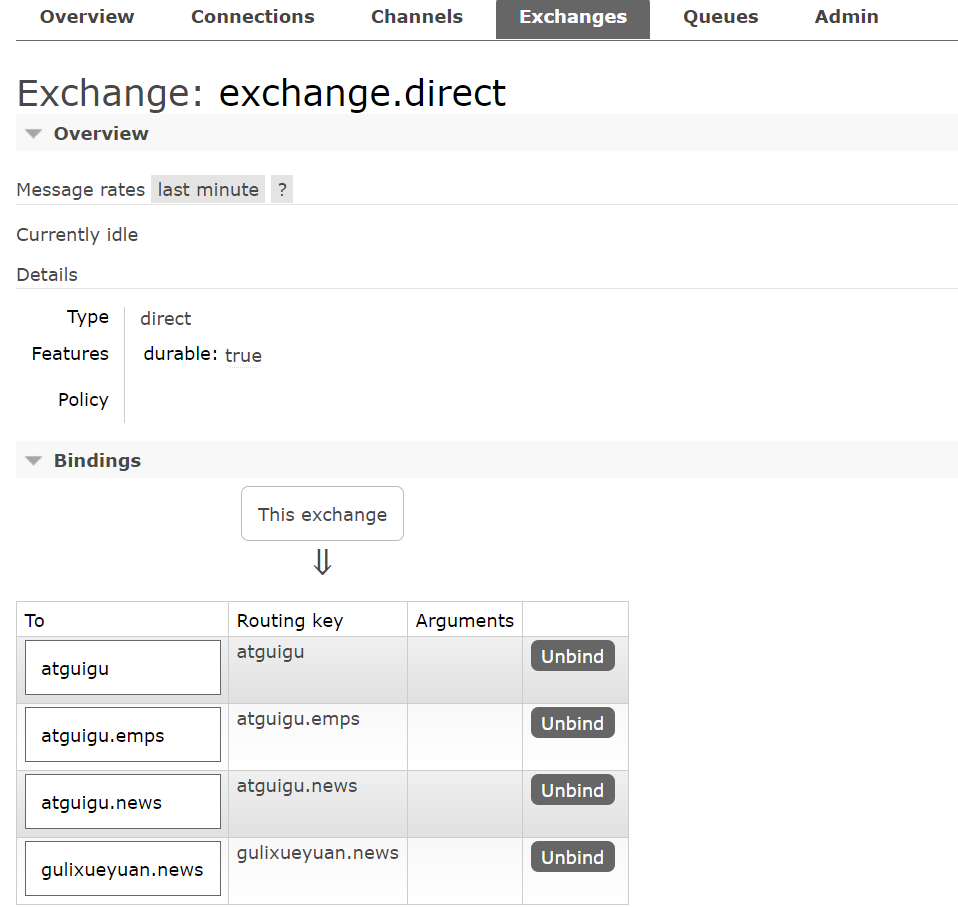 Overview Connections Channels Exchanges Queues Admin
Exchange: exchange.direct
Overview
Message rates last minute ?
Currently idle
Details
Type direct
Features durable: true
Policy
Bindings
This exchange
⇓
To Routing key Arguments
atguigu atguigu Unbind
atguigu.emps atguigu.emps Unbind
atguigu.news atguigu.news Unbind
gulixueyuan.news gulixueyuan.news Unbind